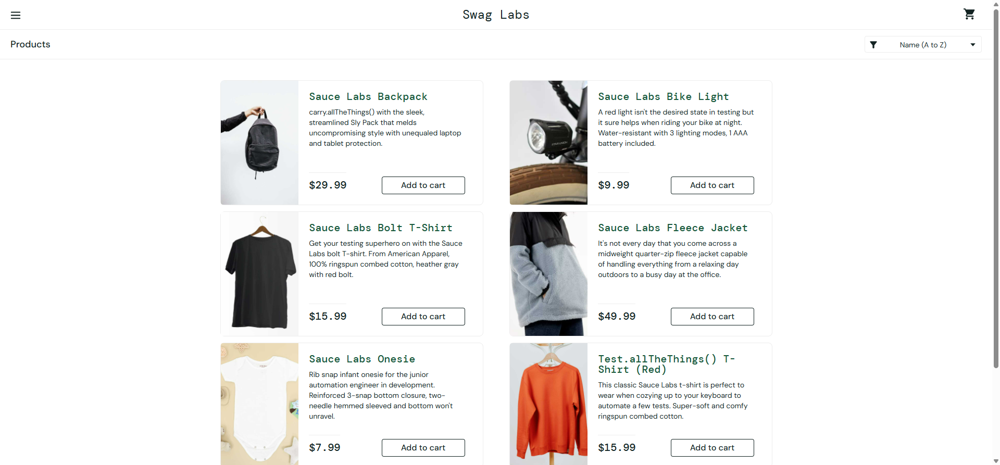 Swag Labs
Products
Name (A to Z)
Sauce Labs Backpack
carry.allTheThings() with the sleek,
streamlined Sly Pack that melds
uncompromising style with unequaled laptop
and tablet protection.
$29.99
Add to cart
Sauce Labs Bike Light
A red light isn't the desired state in testing but
it sure helps when riding your bike at night.
Water-resistant with 3 lighting modes, 1 AAA
battery included.
$9.99
Add to cart
Sauce Labs Bolt T-Shirt
Get your testing superhero on with the Sauce
Labs bolt T-shirt. From American Apparel,
100% ringspun combed cotton, heather gray
with red bolt.
$15.99
Add to cart
Sauce Labs Fleece Jacket
It's not every day that you come across a
midweight quarter-zip fleece jacket capable
of handling everything from a relaxing day
outdoors to a busy day at the office.
$49.99
Add to cart
Sauce Labs Onesie
Rib snap infant onesie for the junior
automation engineer in development.
Reinforced 3-snap bottom closure, two-
needle hemmed sleeved and bottom won't
unravel.
$7.99
Add to cart
Test.allTheThings() T-
Shirt (Red)
This classic Sauce Labs t-shirt is perfect to
wear when cozying up to your keyboard to
automate a few tests. Super-soft and comfy
ringspun combed cotton.
$15.99
Add to cart